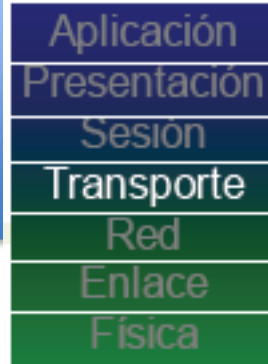 Aplicación
Presentación
Sesión
Transporte
Red
Enlace
Física